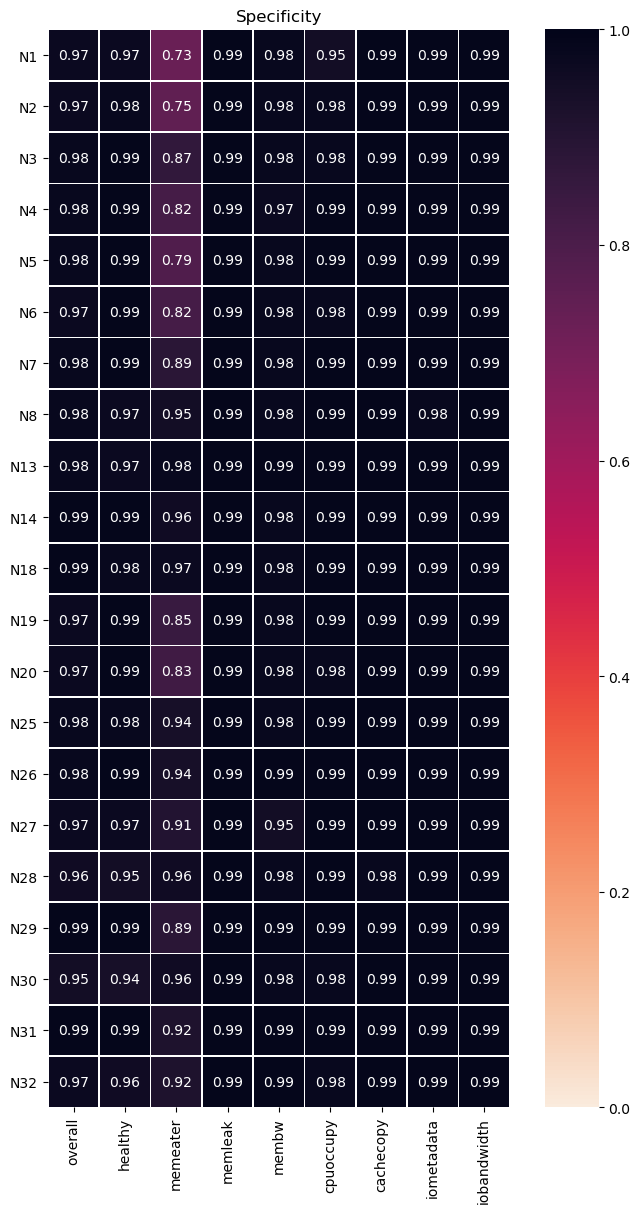 Specificity
N1 0.97 0.97 0.73 0.99 0.98 0.95 0.99 0.99 0.99
N2 0.97 0.98 0.75 0.99 0.98 0.98 0.99 0.99 0.99
N3 0.98 0.99 0.87 0.99 0.98 0.98 0.99 0.99 0.99
N4 0.98 0.99 0.82 0.99 0.97 0.99 0.99 0.99 0.99
N5 0.98 0.99 0.79 0.99 0.98 0.99 0.99 0.99 0.99
N6 0.97 0.99 0.82 0.99 0.98 0.98 0.99 0.99 0.99
N7 0.98 0.99 0.89 0.99 0.98 0.99 0.99 0.99 0.99
N8 0.98 0.97 0.95 0.99 0.98 0.99 0.99 0.98 0.99
N13 0.98 0.97 0.98 0.99 0.99 0.99 0.99 0.99 0.99
N14 0.99 0.99 0.96 0.99 0.98 0.99 0.99 0.99 0.99
N18 0.99 0.98 0.97 0.99 0.98 0.99 0.99 0.99 0.99
N19 0.97 0.99 0.85 0.99 0.98 0.99 0.99 0.99 0.99
N20 0.97 0.99 0.83 0.99 0.98 0.98 0.99 0.99 0.99
N25 0.98 0.98 0.94 0.99 0.98 0.99 0.99 0.99 0.99
N26 0.98 0.99 0.94 0.99 0.99 0.99 0.99 0.99 0.99
N27 0.97 0.97 0.91 0.99 0.95 0.99 0.99 0.99 0.99
N28 0.96 0.95 0.96 0.99 0.98 0.99 0.98 0.99 0.99
N29 0.99 0.99 0.89 0.99 0.99 0.99 0.99 0.99 0.99
N30 0.95 0.94 0.96 0.99 0.98 0.98 0.99 0.99 0.99
N31 0.99 0.99 0.92 0.99 0.99 0.99 0.99 0.99 0.99
N32 0.97 0.96 0.92 0.99 0.99 0.98 0.99 0.99 0.99
overall
healthy
memeater
memleak
membw
cpuoccupy
cachecopy
iometadata
iobandwidth
1.0
0.8
0.6
0.4
0.2
0.0